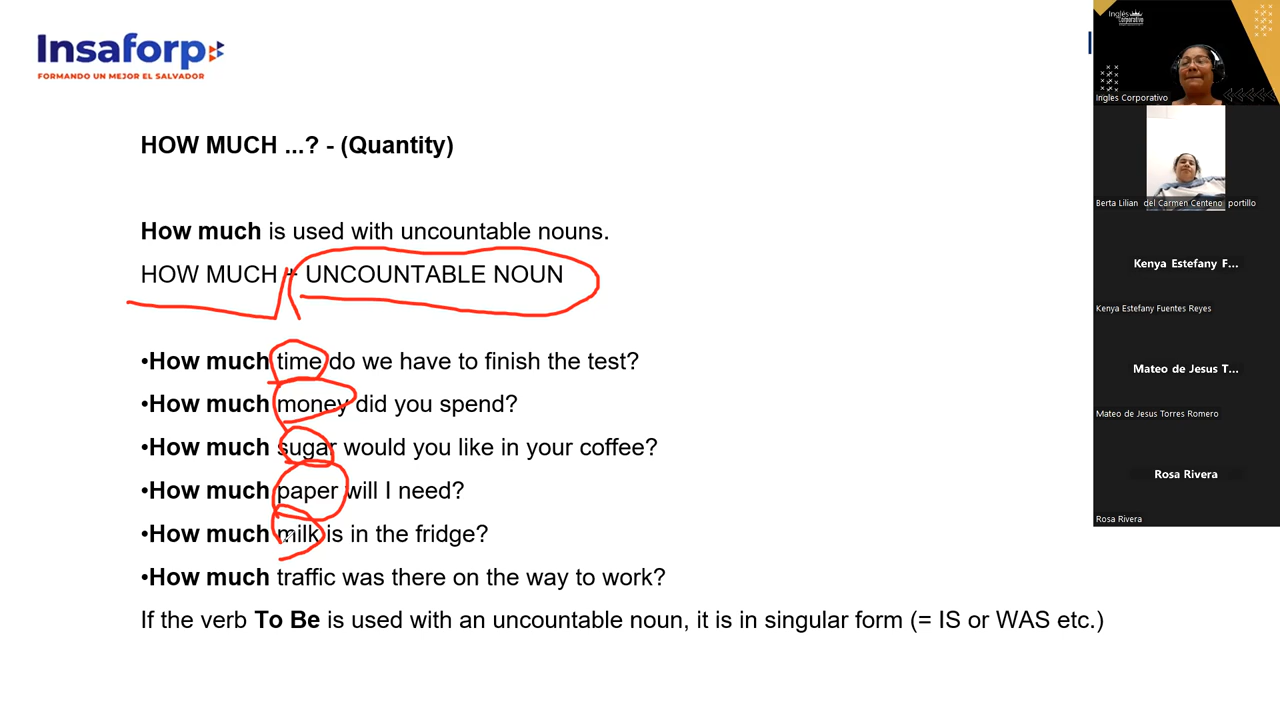 Insaforp
FORMANDO UN MEJOR EL SALVADOR
HOW MUCH ...? - (Quantity)
How much is used with uncountable nouns.
HOW MUCH + UNCOUNTABLE NOUN
•How much time do we have to finish the test?
•How much money did you spend?
•How much sugar would you like in your coffee?
•How much paper will I need?
•How much milk is in the fridge?
•How much traffic was there on the way to work?
If the verb To Be is used with an uncountable noun, it is in singular form (= IS or WAS etc.)
Inglés
Corporativo
Ingles Corporativo
Berta Lilian del Carmen Centeno portillo
Kenya Estefany F...
Kenya Estefany Fuentes Reyes
Mateo de Jesus T...
Mateo de Jesus Torres Romero
Rosa Rivera
Rosa Rivera